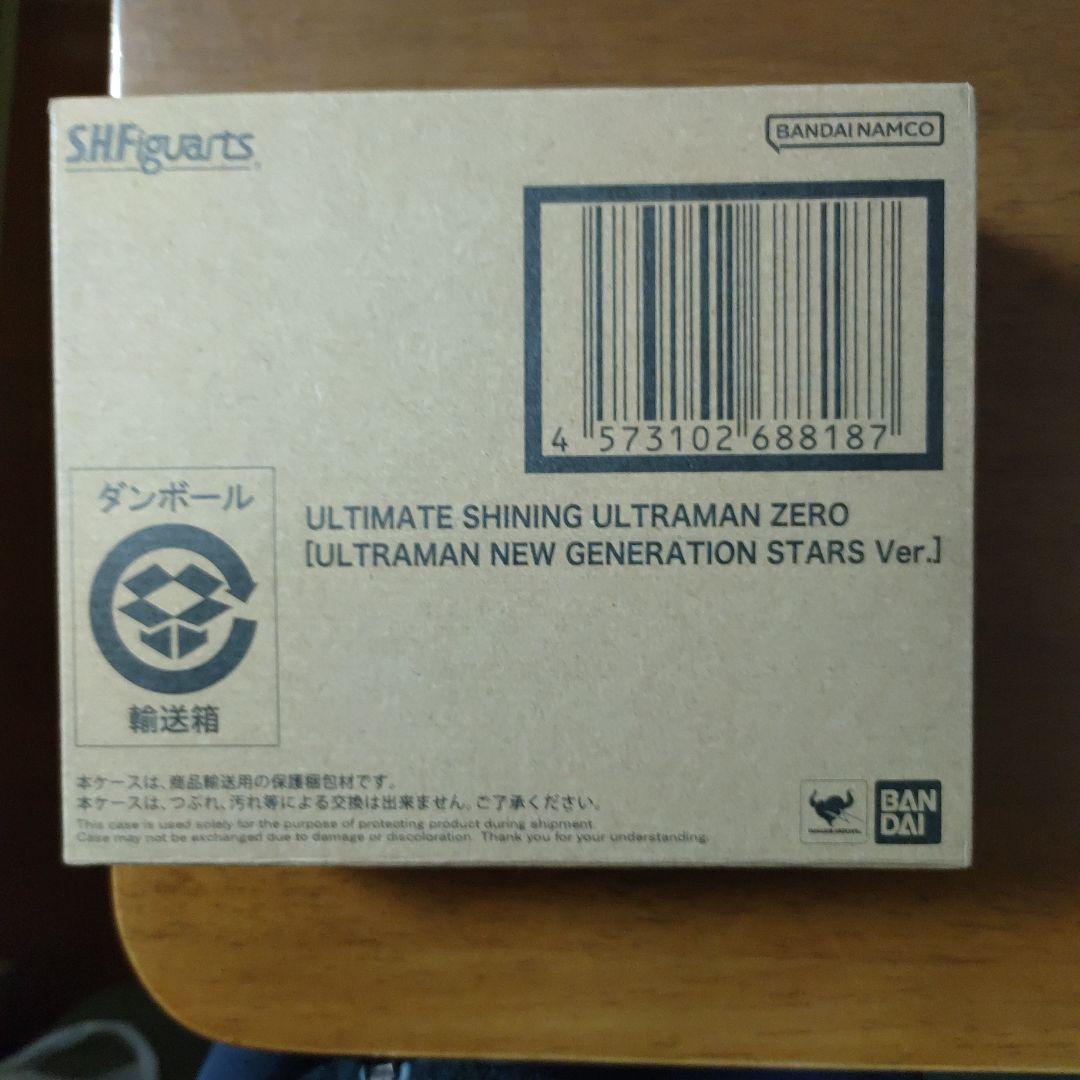 S.H.Figuarts
BANDAI NAMCO
4 573102 688187
ULTIMATE SHINING ULTRAMAN ZERO
[ULTRAMAN NEW GENERATION STARS Ver.]
ダンボール
輸送箱
本ケースは、商品輸送用の保護梱包材です。
本ケースは、つぶれ、汚れ等による交換は出来ません。ご了承ください。
This case is used solely for the purpose of protecting product during shipment.
Case may not be exchanged due to damage or discoloration. Thank you for your understanding.
BAN
DAI